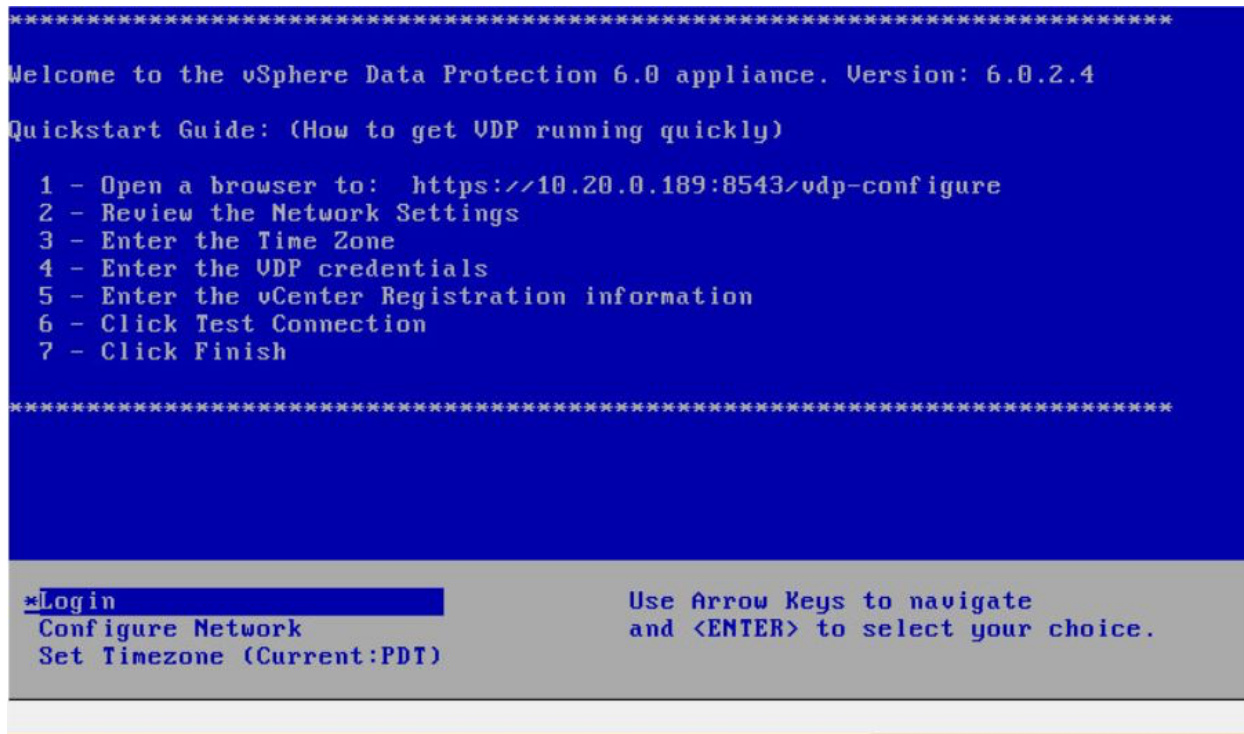 ***************************************************************************
Welcome to the vSphere Data Protection 6.0 appliance. Version: 6.0.2.4
Quickstart Guide: (How to get VDP running quickly)
1 - Open a browser to:  https://10.20.0.189:8543/vdp-configure
2 - Review the Network Settings
3 - Enter the Time Zone
4 - Enter the VDP credentials
5 - Enter the vCenter Registration information
6 - Click Test Connection
7 - Click Finish
***************************************************************************
*Login
Configure Network
Set Timezone (Current:PDT)
Use Arrow Keys to navigate
and <ENTER> to select your choice.